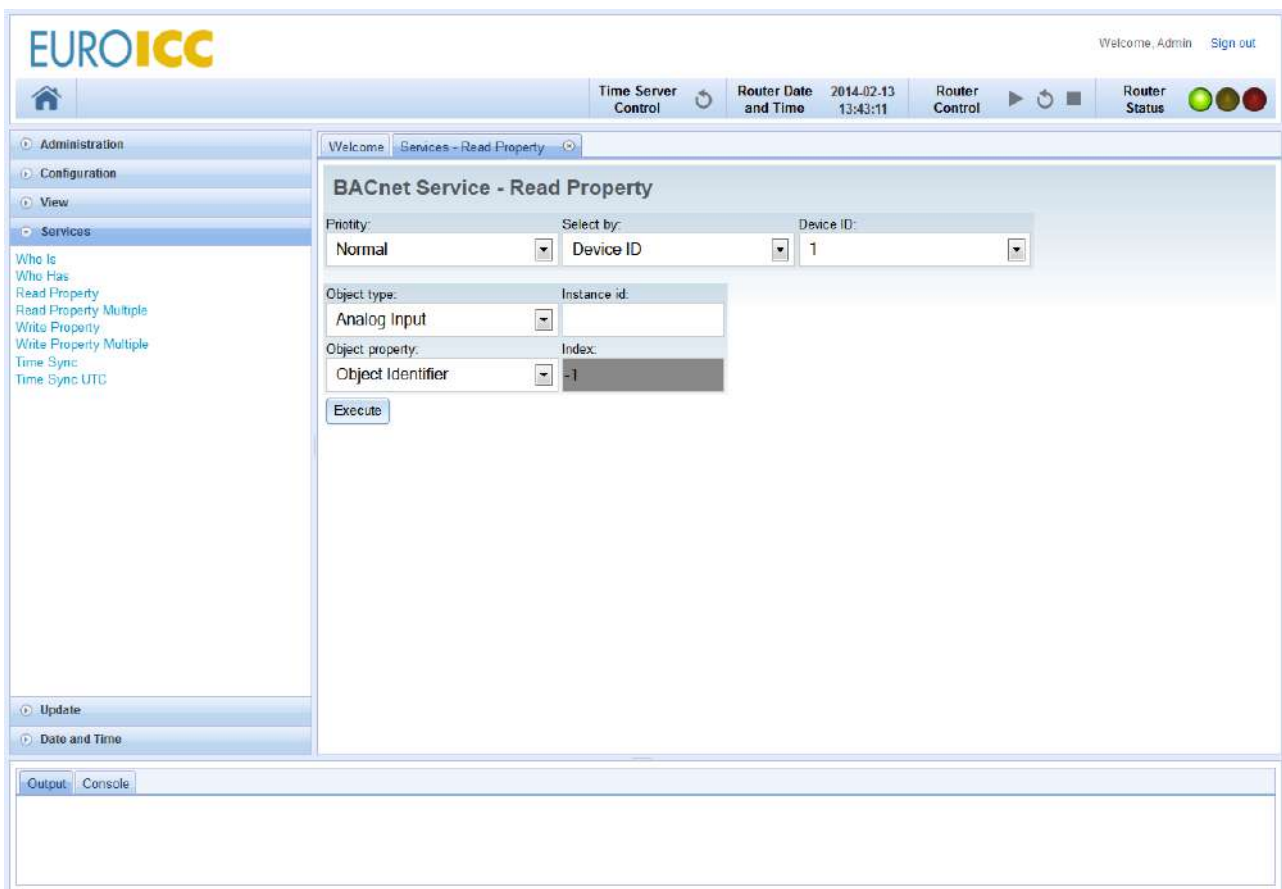 EUROICC
Welcome, Admin Sign out
Time Server Control
Router Date and Time
2014-02-13 13:43:11
Router Control
Router Status
Administration
Configuration
View
Services
Who Is
Who Has
Read Property
Read Property Multiple
Write Property
Write Property Multiple
Time Sync
Time Sync UTC
Update
Date and Time
Welcome
Services - Read Property
BACnet Service - Read Property
Priotity: Select by: Device ID:
Normal Device ID 1
Object type: Instance id:
Analog Input
Object property: Index:
Object Identifier -1
Execute
Output Console